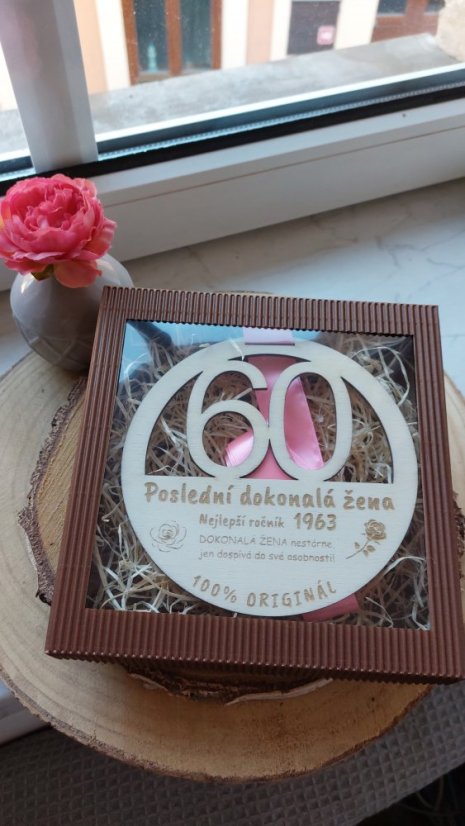 60
Poslední dokonalá žena
Nejlepší ročník 1963
DOKONALÁ ŽENA nestárne
jen dospívá do své osobnosti!
100% ORIGINÁL